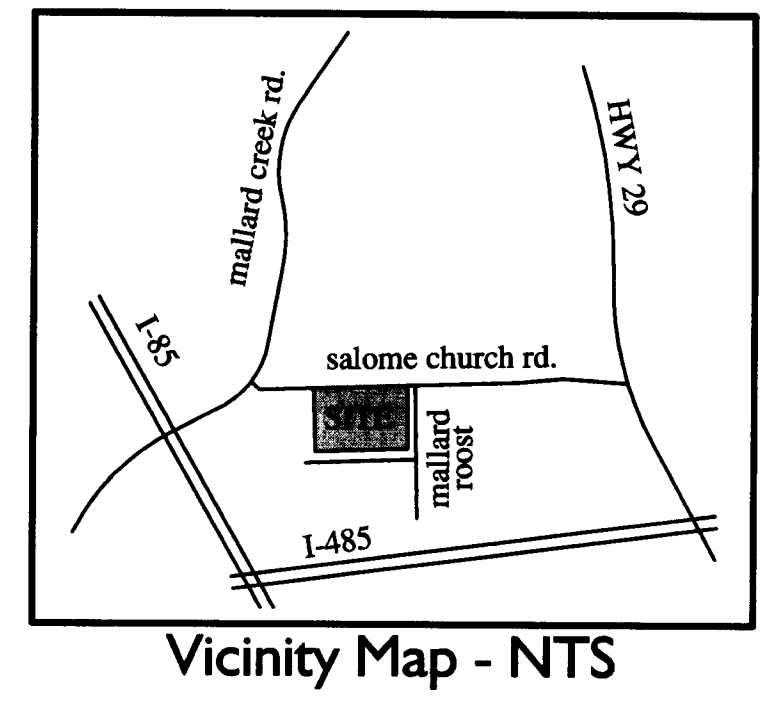 mallard creek rd.
HWY 29
I-85
salome church rd.
SITE
mallard
roost
I-485
Vicinity Map - NTS